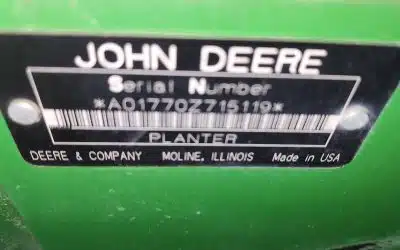 JOHN DEERE
Serial Number
*A01770Z715119*
PLANTER
DEERE & COMPANY MOLINE, ILLINOIS Made in USA